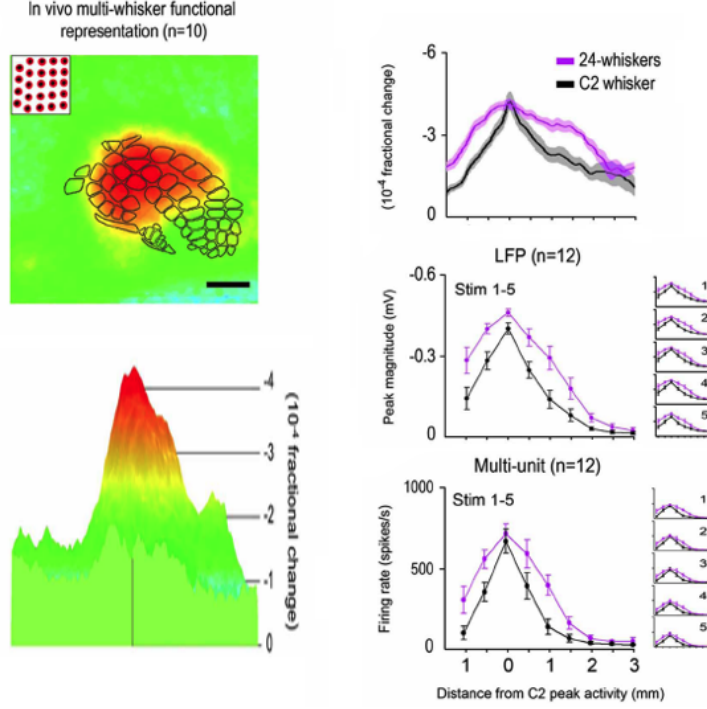 In vivo multi-whisker functional
representation (n=10)
-4
-3
-2
-1
0
(10⁻⁴ fractional change)
-6
-3
0
(10⁻⁴ fractional change)
24-whiskers
C2 whisker
LFP (n=12)
Stim 1-5
-0.6
-0.3
0
Peak magnitude (mV)
1
2
3
4
5
Multi-unit (n=12)
Stim 1-5
1000
500
0
Firing rate (spikes/s)
1 0 1 2 3
Distance from C2 peak activity (mm)
1
2
3
4
5